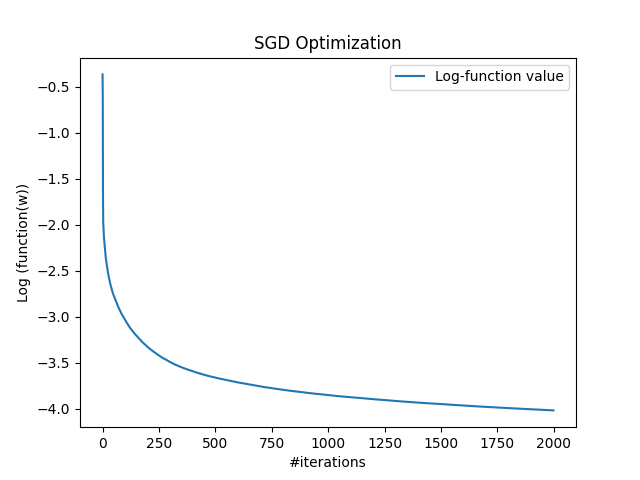 SGD Optimization
Log-function value
Log (function(w))
−0.5
−1.0
−1.5
−2.0
−2.5
−3.0
−3.5
−4.0
0 250 500 750 1000 1250 1500 1750 2000
#iterations